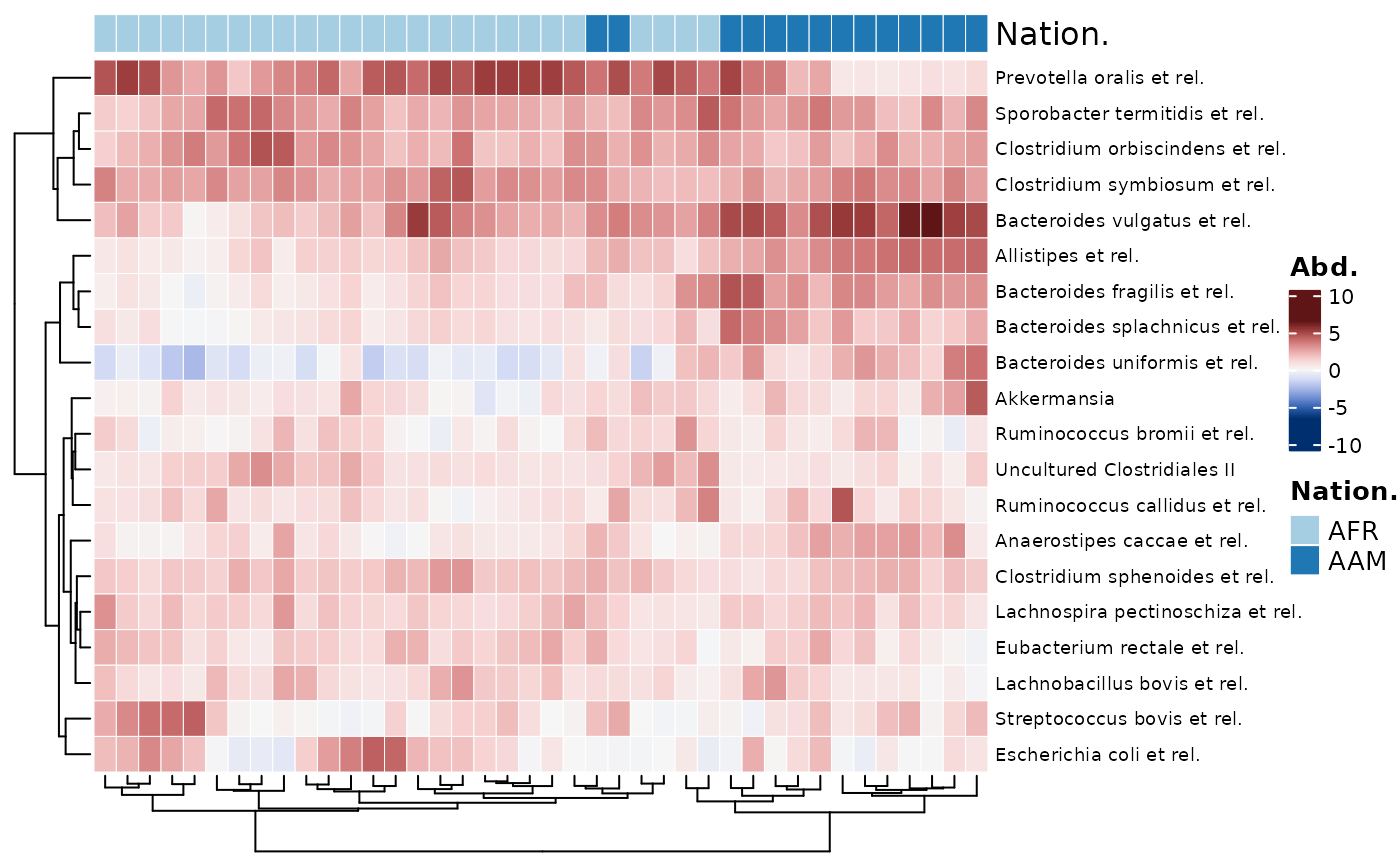 Nation.
Prevotella oralis et rel.
Sporobacter termitidis et rel.
Clostridium orbiscindens et rel.
Clostridium symbiosum et rel.
Bacteroides vulgatus et rel.
Allistipes et rel.
Bacteroides fragilis et rel.
Bacteroides splachnicus et rel.
Bacteroides uniformis et rel.
Akkermansia
Ruminococcus bromii et rel.
Uncultured Clostridiales II
Ruminococcus callidus et rel.
Anaerostipes caccae et rel.
Clostridium sphenoides et rel.
Lachnospira pectinoschiza et rel.
Eubacterium rectale et rel.
Lachnobacillus bovis et rel.
Streptococcus bovis et rel.
Escherichia coli et rel.
Abd.
10
5
0
-5
-10
Nation.
AFR
AAM